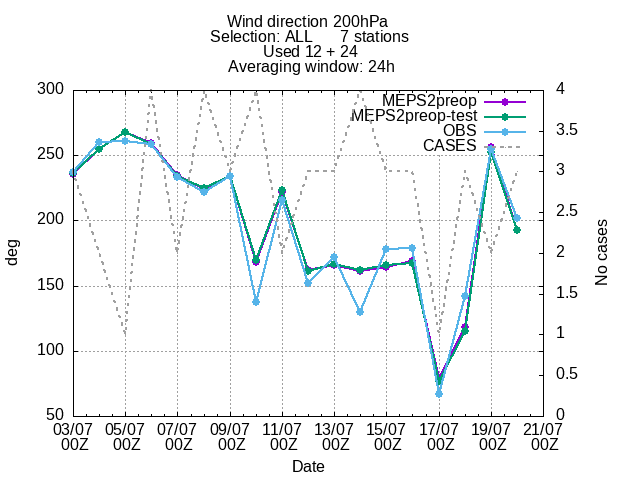 Wind direction 200hPa
Selection: ALL 7 stations
Used 12 + 24
Averaging window: 24h
300 4
MEPS2preop
MEPS2preop-test
OBS
CASES
3.5
250 3
200 2.5
2
150 1.5
100 1
0.5
50 0
deg
No cases
03/07 05/07 07/07 09/07 11/07 13/07 15/07 17/07 19/07 21/07
00Z 00Z 00Z 00Z 00Z 00Z 00Z 00Z 00Z 00Z
Date